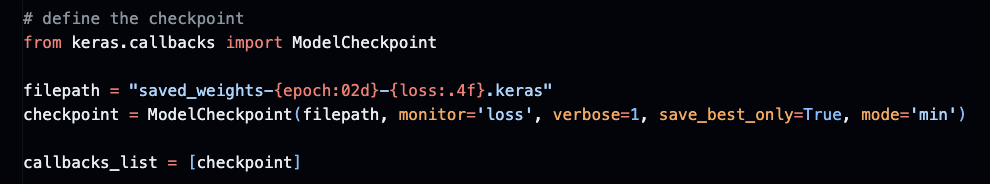 # define the checkpoint
from keras.callbacks import ModelCheckpoint
filepath = "saved_weights-{epoch:02d}-{loss:.4f}.keras"
checkpoint = ModelCheckpoint(filepath, monitor='loss', verbose=1, save_best_only=True, mode='min')
callbacks_list = [checkpoint]